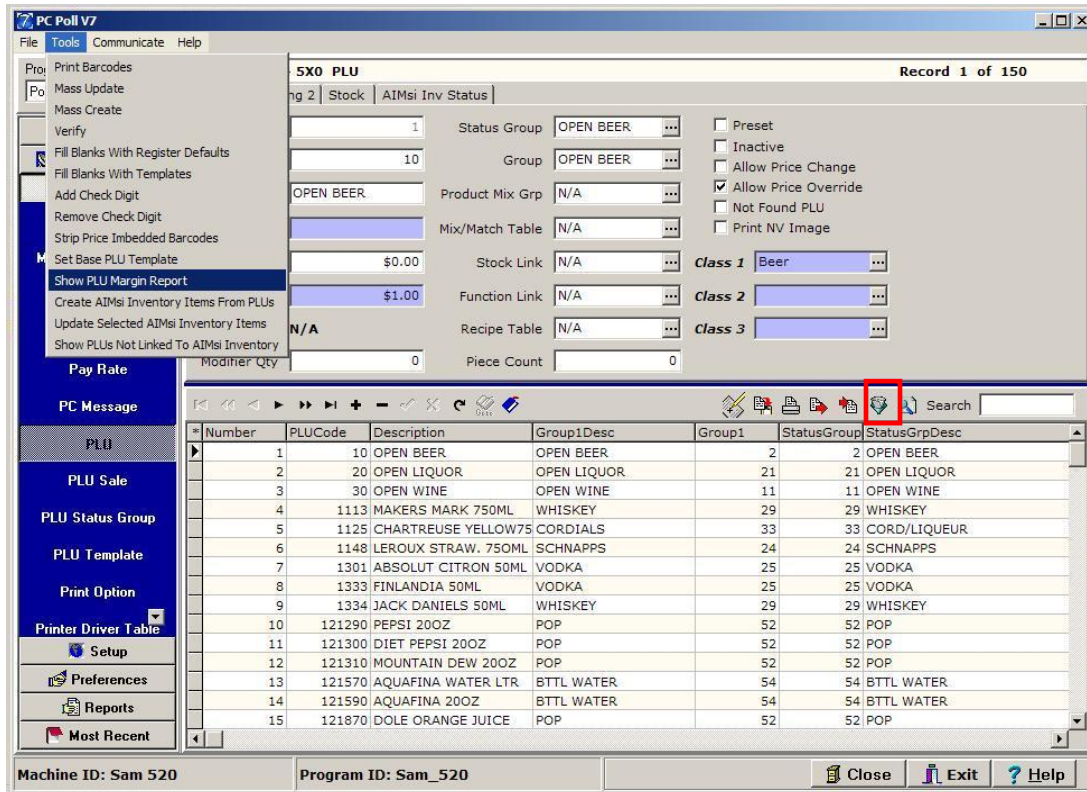 PC Poll V7
File Tools Communicate Help
Print Barcodes
Mass Update
Mass Create
Verify
Fill Blanks With Register Defaults
Fill Blanks With Templates
Add Check Digit
Remove Check Digit
Strip Price Imbedded Barcodes
Set Base PLU Template
Show PLU Margin Report
Create AIMsi Inventory Items From PLUs
Update Selected AIMsi Inventory Items
Show PLUs Not Linked To AIMsi Inventory
5X0 PLU Record 1 of 150
ng 2 Stock AIMsi Inv Status
1 Status Group OPEN BEER ... Preset
Inactive
10 Group OPEN BEER ... Allow Price Change
OPEN BEER Product Mix Grp N/A ... Allow Price Override
Not Found PLU
Mix/Match Table N/A ... Print NV Image
$0.00 Stock Link N/A ... Class 1 Beer ...
$1.00 Function Link N/A ... Class 2 ...
N/A Recipe Table N/A ... Class 3 ...
Modifier Qty 0 Piece Count 0
Pay Rate
PC Message
PLU
PLU Sale
PLU Status Group
PLU Template
Print Option
Printer Driver Table
Setup
Preferences
Reports
Most Recent
Search
* Number PLUCode Description Group1Desc Group1 StatusGroup StatusGrpDesc
1 10 OPEN BEER OPEN BEER 2 2 OPEN BEER
2 20 OPEN LIQUOR OPEN LIQUOR 21 21 OPEN LIQUOR
3 30 OPEN WINE OPEN WINE 11 11 OPEN WINE
4 1113 MAKERS MARK 750ML WHISKEY 29 29 WHISKEY
5 1125 CHARTREUSE YELLOW75 CORDIALS 33 33 CORD/LIQUEUR
6 1148 LEROUX STRAW. 750ML SCHNAPPS 24 24 SCHNAPPS
7 1301 ABSOLUT CITRON 50ML VODKA 25 25 VODKA
8 1333 FINLANDIA 50ML VODKA 25 25 VODKA
9 1334 JACK DANIELS 50ML WHISKEY 29 29 WHISKEY
10 121290 PEPSI 20OZ POP 52 52 POP
11 121300 DIET PEPSI 20OZ POP 52 52 POP
12 121310 MOUNTAIN DEW 20OZ POP 52 52 POP
13 121570 AQUAFINA WATER LTR BTTL WATER 54 54 BTTL WATER
14 121590 AQUAFINA 20OZ BTTL WATER 54 54 BTTL WATER
15 121870 DOLE ORANGE JUICE POP 52 52 POP
Machine ID: Sam 520 Program ID: Sam_520 Close Exit ? Help